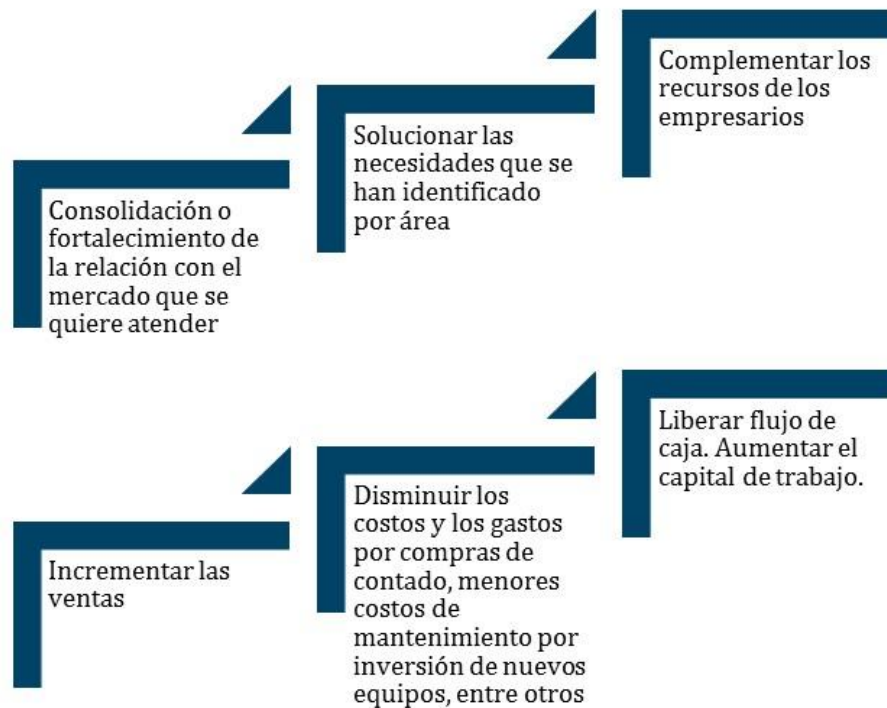 Consolidación o
fortalecimiento de
la relación con el
mercado que se
quiere atender
Solucionar las
necesidades que se
han identificado
por área
Complementar los
recursos de los
empresarios
Incrementar las
ventas
Disminuir los
costos y los gastos
por compras de
contado, menores
costos de
mantenimiento por
inversión de nuevos
equipos, entre otros
Liberar flujo de
caja. Aumentar el
capital de trabajo.